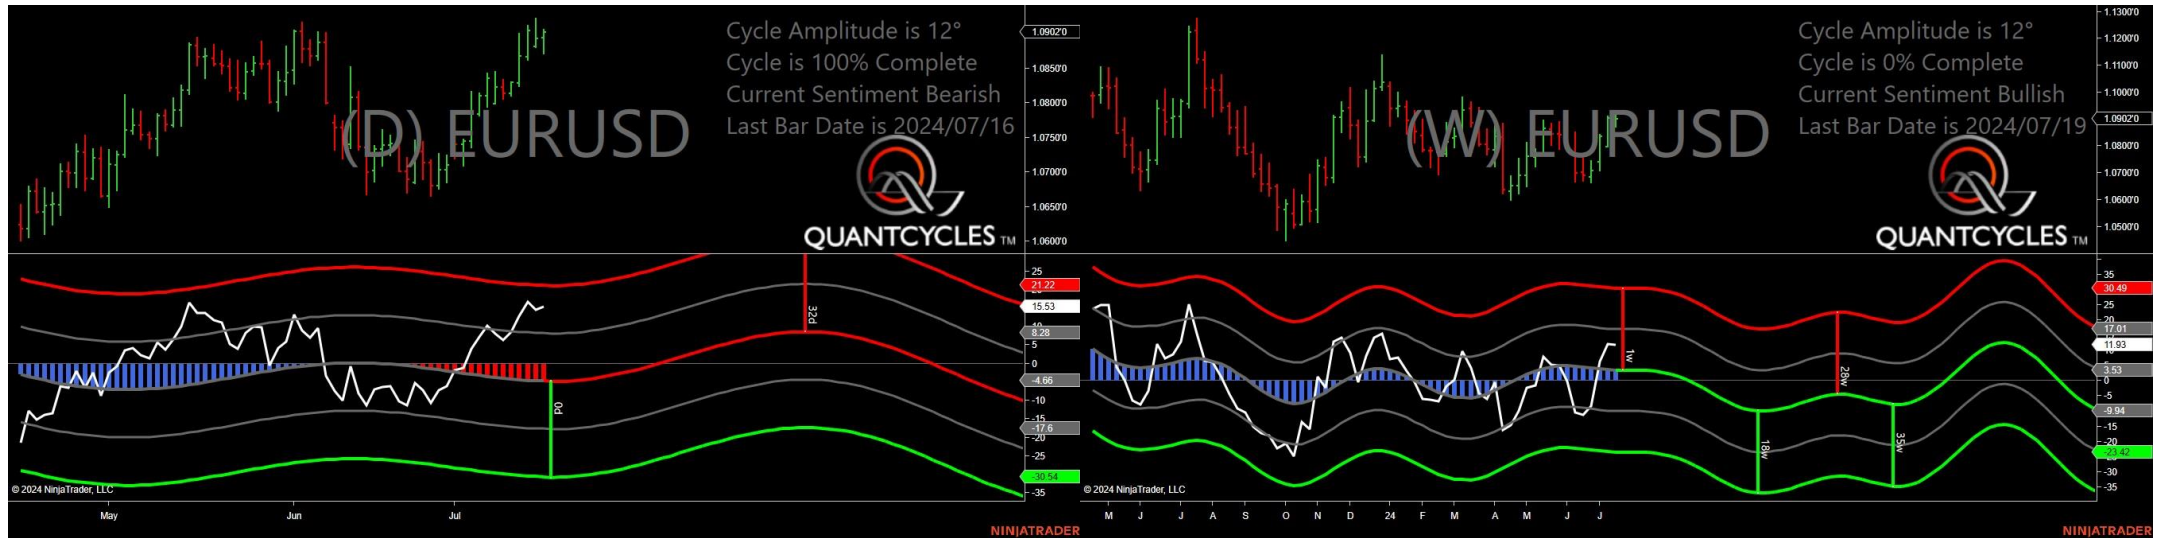 Cycle Amplitude is 12°
Cycle is 100% Complete
Current Sentiment Bearish
Last Bar Date is 2024/07/16
(D) EURUSD
QUANTCYCLES TM
1.0902'0
1.0850'0
1.0800'0
1.0750'0
1.0700'0
1.0650'0
1.0600'0
25
21.22
15.53
10
8.28
5
0
-4.66
-10
-15
-17.6
-20
-25
-30.54
-35
32d
0d
© 2024 NinjaTrader, LLC
May Jun Jul
NINJATRADER
Cycle Amplitude is 12°
Cycle is 0% Complete
Current Sentiment Bullish
Last Bar Date is 2024/07/19
(W) EURUSD
QUANTCYCLES TM
1.1300'0
1.1200'0
1.1100'0
1.1000'0
1.0902'0
1.0800'0
1.0700'0
1.0600'0
1.0500'0
35
30.49
25
20
17.01
11.93
3.53
0
-5
-9.94
-15
-20
-23.42
-30
-35
1w
28w
18w
35w
© 2024 NinjaTrader, LLC
M J J A S O N D 24 F M A M J J
NINJATRADER